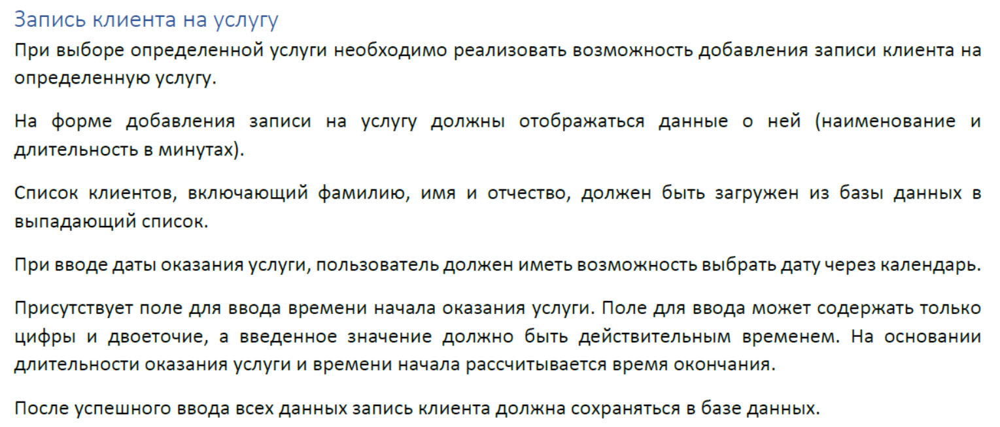 Запись клиента на услугу
При выборе определенной услуги необходимо реализовать возможность добавления записи клиента на
определенную услугу.
На форме добавления записи на услугу должны отображаться данные о ней (наименование и
длительность в минутах).
Список клиентов, включающий фамилию, имя и отчество, должен быть загружен из базы данных в
выпадающий список.
При вводе даты оказания услуги, пользователь должен иметь возможность выбрать дату через календарь.
Присутствует поле для ввода времени начала оказания услуги. Поле для ввода может содержать только
цифры и двоеточие, а введенное значение должно быть действительным временем. На основании
длительности оказания услуги и времени начала рассчитывается время окончания.
После успешного ввода всех данных запись клиента должна сохраняться в базе данных.